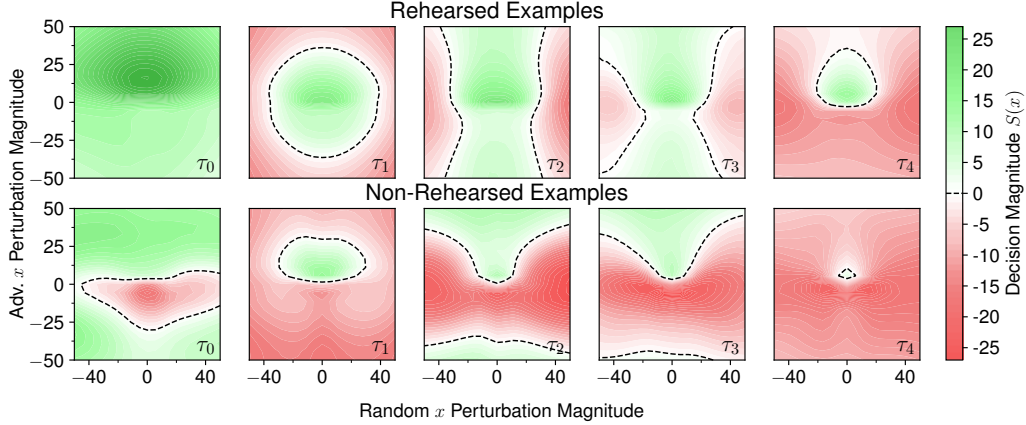 Rehearsed Examples
50
25
0
−25
−50
τ0
τ1
τ2
τ3
τ4
Non-Rehearsed Examples
50
25
0
−25
−50
τ0
τ1
τ2
τ3
τ4
−40 0 40
−40 0 40
−40 0 40
−40 0 40
−40 0 40
Adv. x Perturbation Magnitude
Random x Perturbation Magnitude
25
20
15
10
5
0
-5
-10
-15
-20
-25
Decision Magnitude S(x)